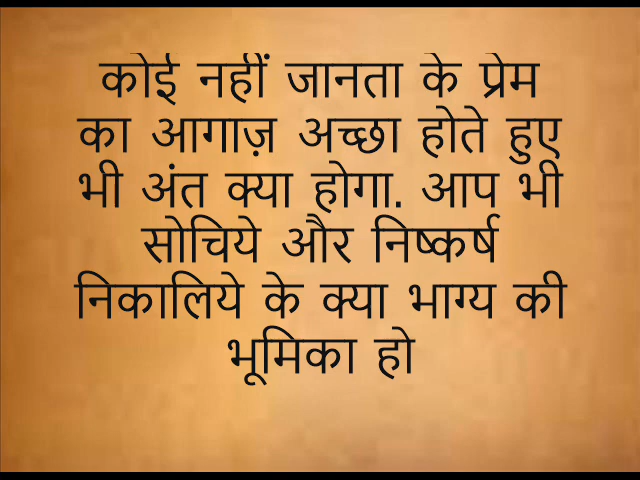 कोई नहीं जानता के प्रेम
का आगाज़ अच्छा होते हुए
भी अंत क्या होगा. आप भी
सोचिये और निष्कर्ष
निकालिये के क्या भाग्य की
भूमिका हो